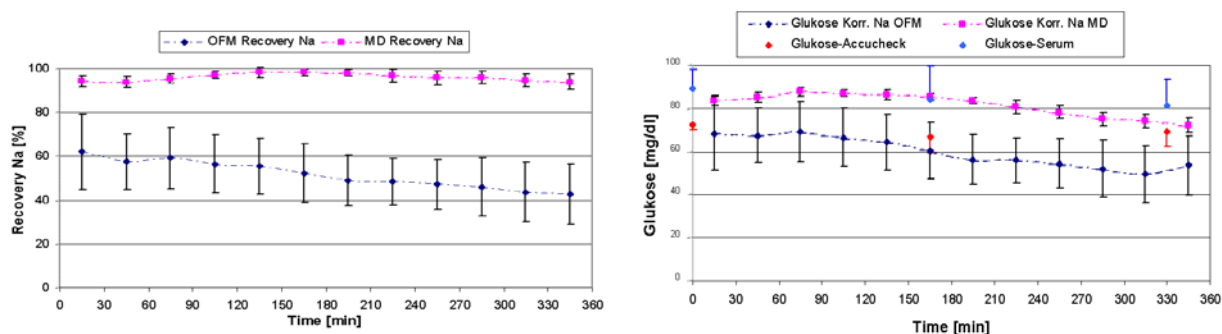 OFM Recovery Na MD Recovery Na
100
80
60
40
20
0
Recovery Na [%]
0 30 60 90 120 150 180 210 240 270 300 330 360
Time [min]
Glukose Korr. Na OFM Glukose Korr. Na MD
Glukose-Accucheck Glukose-Serum
100
80
60
40
20
0
Glukose [mg/dl]
0 30 60 90 120 150 180 210 240 270 300 330 360
Time [min]